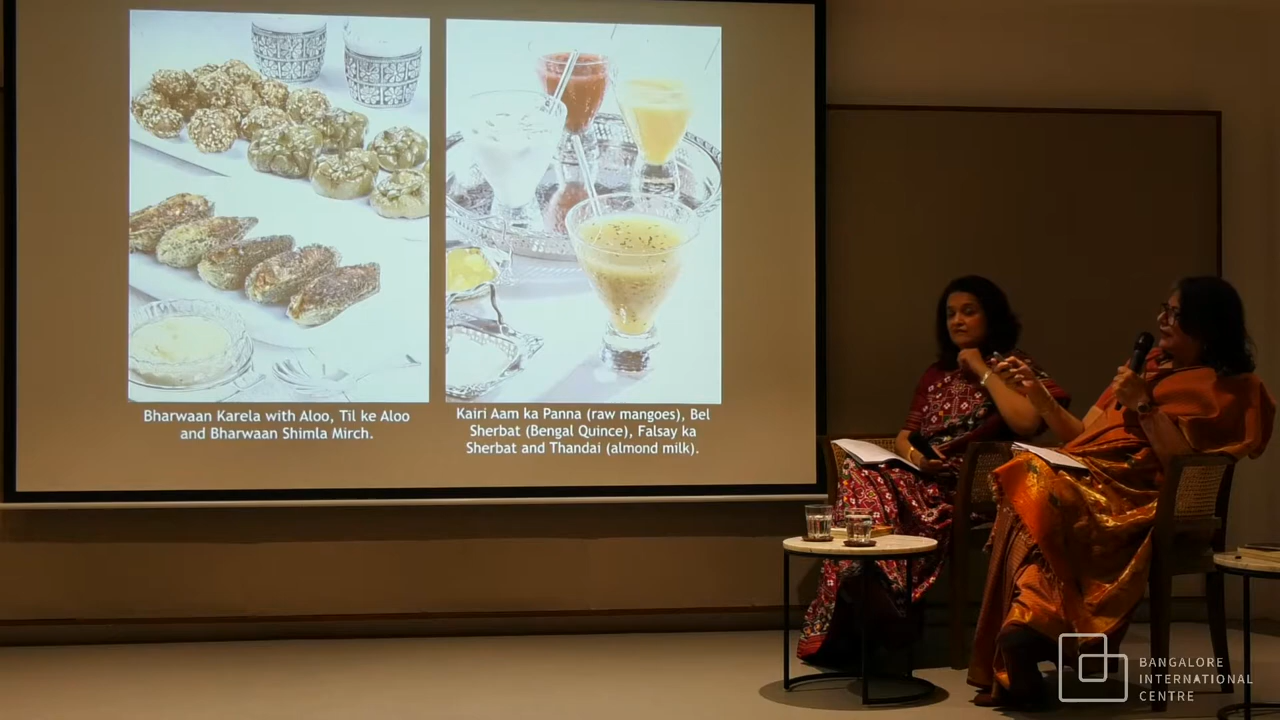 Bharwaan Karela with Aloo, Til ke Aloo
and Bharwaan Shimla Mirch.
Kairi Aam ka Panna (raw mangoes), Bel
Sherbat (Bengal Quince), Falsay ka
Sherbat and Thandai (almond milk).
BANGALORE
INTERNATIONAL
CENTRE